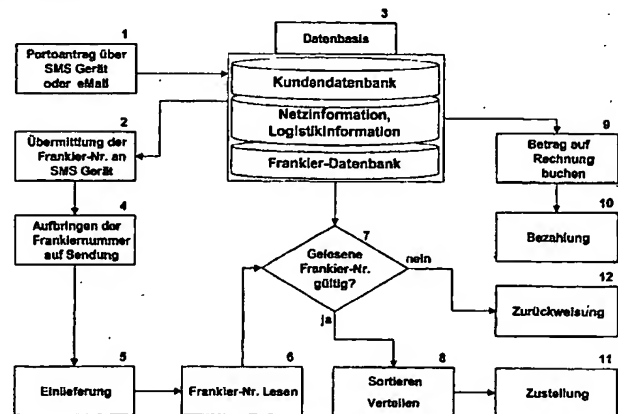 1
Portoantrag über
SMS Gerät
oder eMail
3
Datenbasis
Kundendatenbank
Netzinformation,
Logistikinformation
Frankier-Datenbank
2
Übermittlung der
Frankier-Nr. an
SMS Gerät
9
Betrag auf
Rechnung
buchen
4
Aufbringen der
Frankiernummer
auf Sendung
10
Bezahlung
7
Gelesene
Frankier-Nr.
gültig?
nein
ja
12
Zurückweisung
5
Einlieferung
6
Frankier-Nr. Lesen
8
Sortieren
Verteilen
11
Zustellung